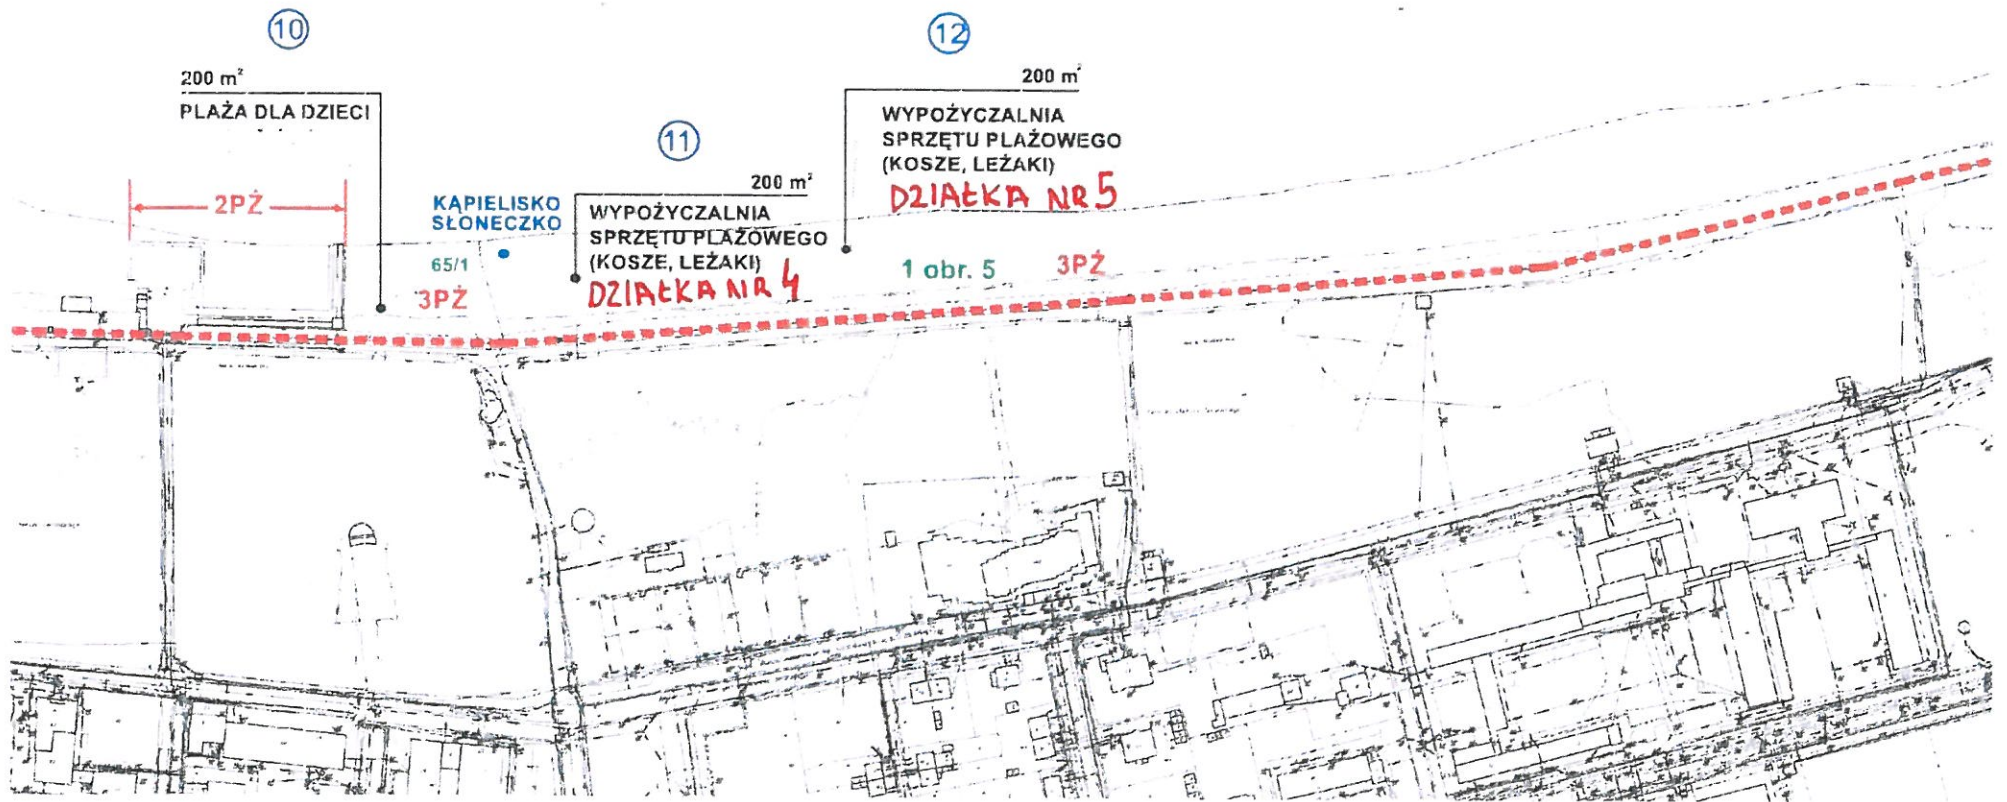 10
200 m²
PLAŻA DLA DZIECI
2PŻ
KĄPIELISKO
SŁONECZKO
65/1
3PŻ
11
200 m²
WYPOŻYCZALNIA
SPRZĘTU PLAŻOWEGO
(KOSZE, LEŻAKI)
DZIAŁKA NR 4
12
200 m²
WYPOŻYCZALNIA
SPRZĘTU PLAŻOWEGO
(KOSZE, LEŻAKI)
DZIAŁKA NR 5
1 obr. 5
3PŻ